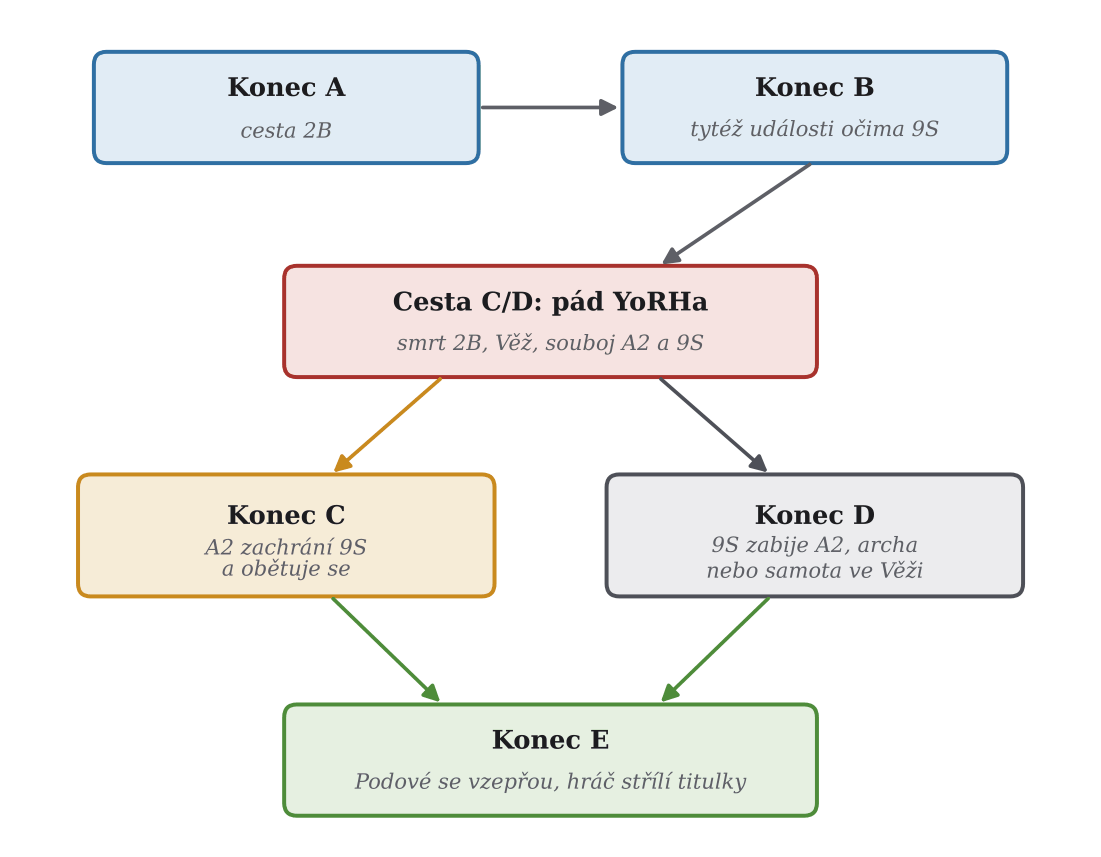 Konec A
cesta 2B
Konec B
tytéž události očima 9S
Cesta C/D: pád YoRHa
smrt 2B, Věž, souboj A2 a 9S
Konec C
A2 zachrání 9S
a obětuje se
Konec D
9S zabije A2, archa
nebo samota ve Věži
Konec E
Podové se vzepřou, hráč střílí titulky